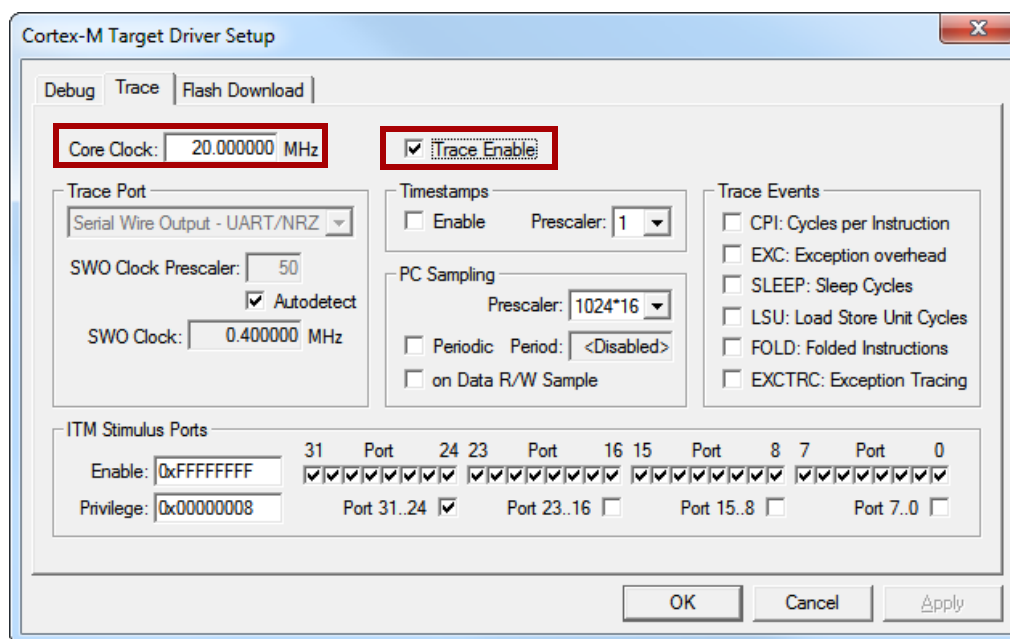 Cortex-M Target Driver Setup
Debug Trace Flash Download
Core Clock: 20.000000 MHz
Trace Enable
Trace Port
Serial Wire Output - UART/NRZ
SWO Clock Prescaler: 50
Autodetect
SWO Clock: 0.400000 MHz
Timestamps
Enable Prescaler: 1
PC Sampling
Prescaler: 1024*16
Periodic Period: <Disabled>
on Data R/W Sample
Trace Events
CPI: Cycles per Instruction
EXC: Exception overhead
SLEEP: Sleep Cycles
LSU: Load Store Unit Cycles
FOLD: Folded Instructions
EXCTRC: Exception Tracing
ITM Stimulus Ports
31 Port 24 23 Port 16 15 Port 8 7 Port 0
Enable: 0xFFFFFFFF
Privilege: 0x00000008 Port 31..24 Port 23..16 Port 15..8 Port 7..0
OK Cancel Apply